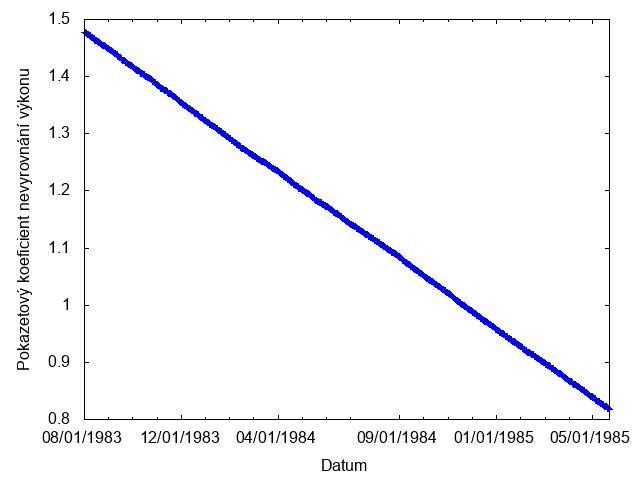 1.5
1.4
1.3
1.2
1.1
1
0.9
0.8
Pokazetový koeficient nevyrovnání výkonu
08/01/1983 12/01/1983 04/01/1984 09/01/1984 01/01/1985 05/01/1985
Datum